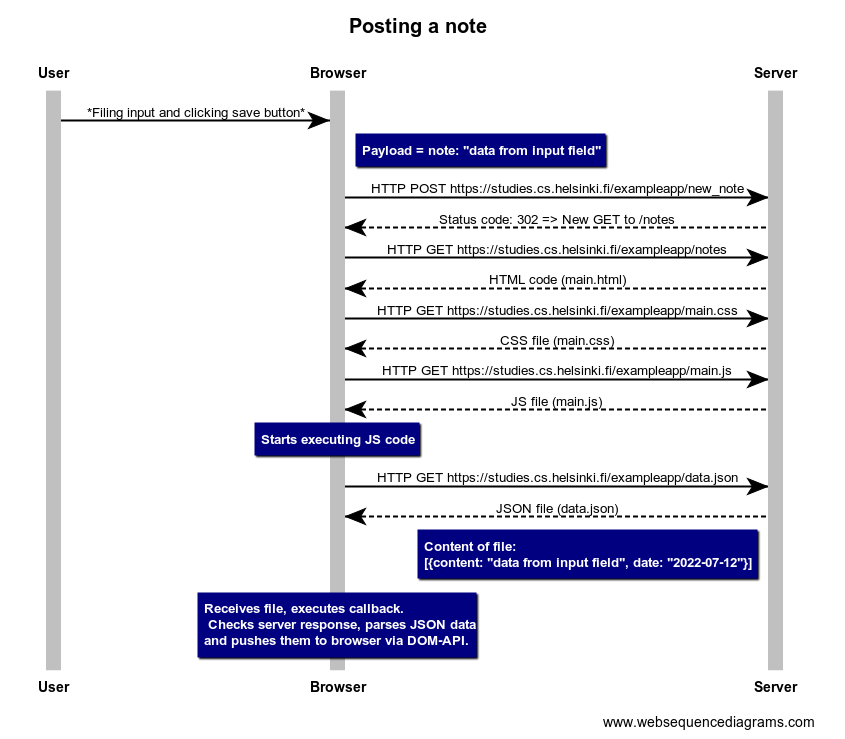 Posting a note
User Browser Server
*Filing input and clicking save button*
Payload = note: "data from input field"
HTTP POST https://studies.cs.helsinki.fi/exampleapp/new_note
Status code: 302 => New GET to /notes
HTTP GET https://studies.cs.helsinki.fi/exampleapp/notes
HTML code (main.html)
HTTP GET https://studies.cs.helsinki.fi/exampleapp/main.css
CSS file (main.css)
HTTP GET https://studies.cs.helsinki.fi/exampleapp/main.js
JS file (main.js)
Starts executing JS code
HTTP GET https://studies.cs.helsinki.fi/exampleapp/data.json
JSON file (data.json)
Content of file:
[{content: "data from input field", date: "2022-07-12"}]
Receives file, executes callback.
Checks server response, parses JSON data
and pushes them to browser via DOM-API.
User Browser Server
www.websequencediagrams.com